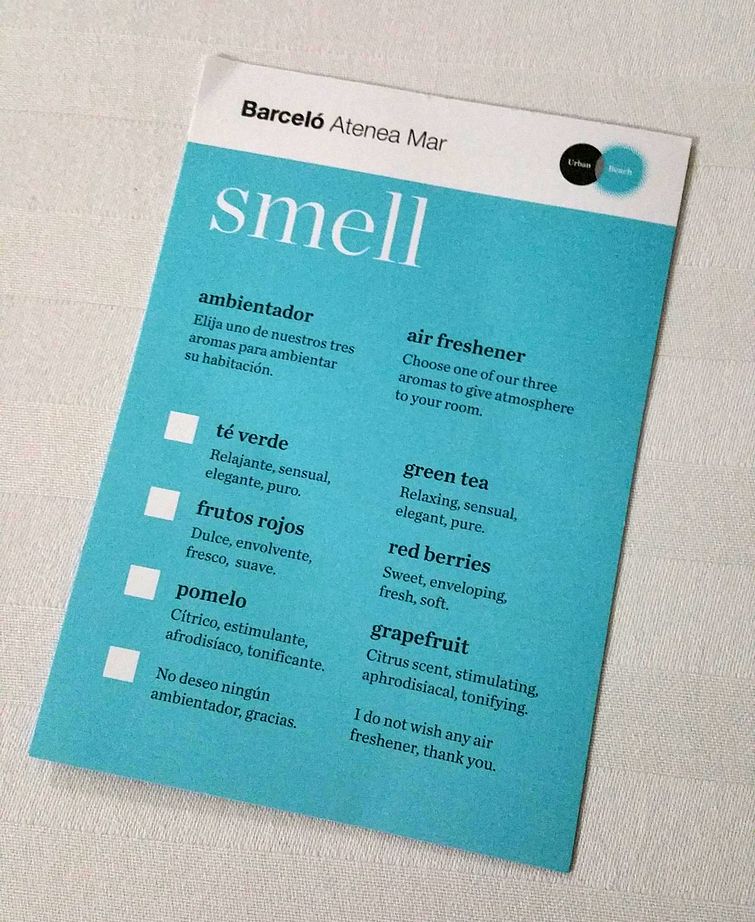 Barceló Atenea Mar
Urban Beach
smell
ambientador
Elija uno de nuestros tres
aromas para ambientar
su habitación.
air freshener
Choose one of our three
aromas to give atmosphere
to your room.
té verde
Relajante, sensual,
elegante, puro.
frutos rojos
Dulce, envolvente,
fresco, suave.
pomelo
Cítrico, estimulante,
afrodisíaco, tonificante.
No deseo ningún
ambientador, gracias.
green tea
Relaxing, sensual,
elegant, pure.
red berries
Sweet, enveloping,
fresh, soft.
grapefruit
Citrus scent, stimulating,
aphrodisiacal, tonifying.
I do not wish any air
freshener, thank you.